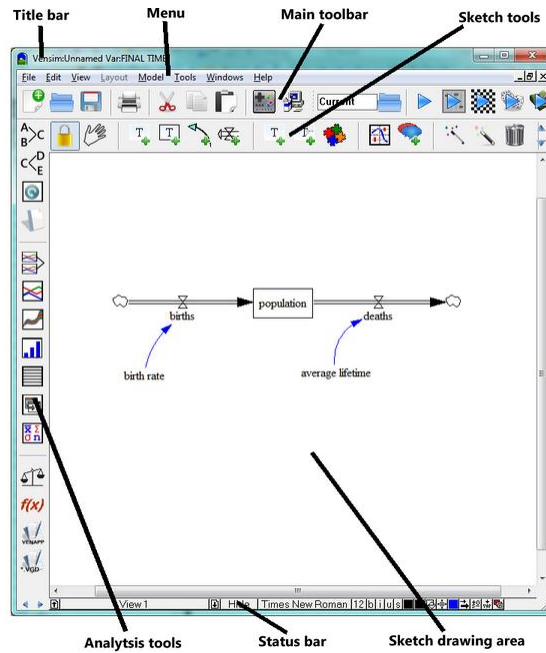 Title bar
Menu
Main toolbar
Sketch tools
Vensim:Unnamed Var:FINAL TIME
File Edit View Layout Model Tools Windows Help
Current
A B C
C D E
T T T T
population
births
deaths
birth rate
average lifetime
f(x)
VENAPP
.VGD
View 1
Hide
Times New Roman
12
b i u s
Analytsis tools
Status bar
Sketch drawing area